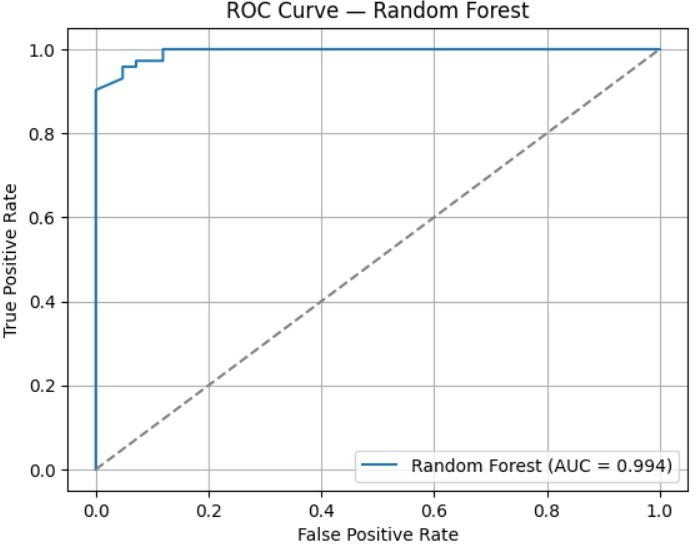 ROC Curve — Random Forest
True Positive Rate
1.0
0.8
0.6
0.4
0.2
0.0
Random Forest (AUC = 0.994)
0.0 0.2 0.4 0.6 0.8 1.0
False Positive Rate